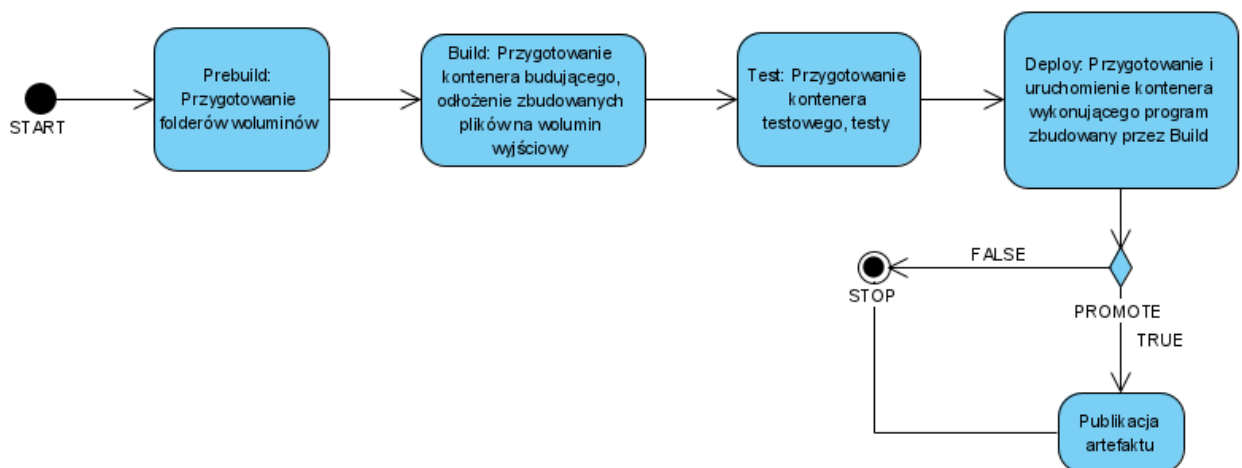 START
Prebuild:
Przygotowanie
folderów woluminów
Build: Przygotowanie
kontenera budującego,
odłożenie zbudowanych
plików na wolumin
wyjściowy
Test: Przygotowanie
kontenera
testowego, testy
Deploy: Przygotowanie i
uruchomienie kontenera
wykonującego program
zbudowany przez Build
FALSE
STOP
PROMOTE
TRUE
Publikacja
artefaktu